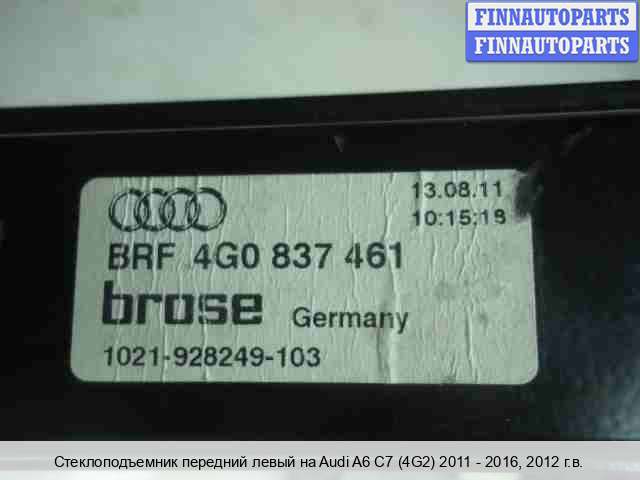 FINNAUTOPARTS
FINNAUTOPARTS
13.08.11
10:15:18
BRF 4G0 837 461
brose Germany
1021-928249-103
Стеклоподъемник передний левый на Audi A6 C7 (4G2) 2011 - 2016, 2012 г.в.